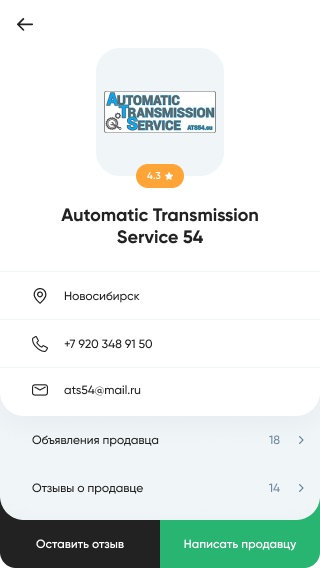 AUTOMATIC
TRANSMISSION
SERVICE ATS54.su
4.3
Automatic Transmission
Service 54
Новосибирск
+7 920 348 91 50
ats54@mail.ru
Объявления продавца 18
Отзывы о продавце 14
Оставить отзыв Написать продавцу